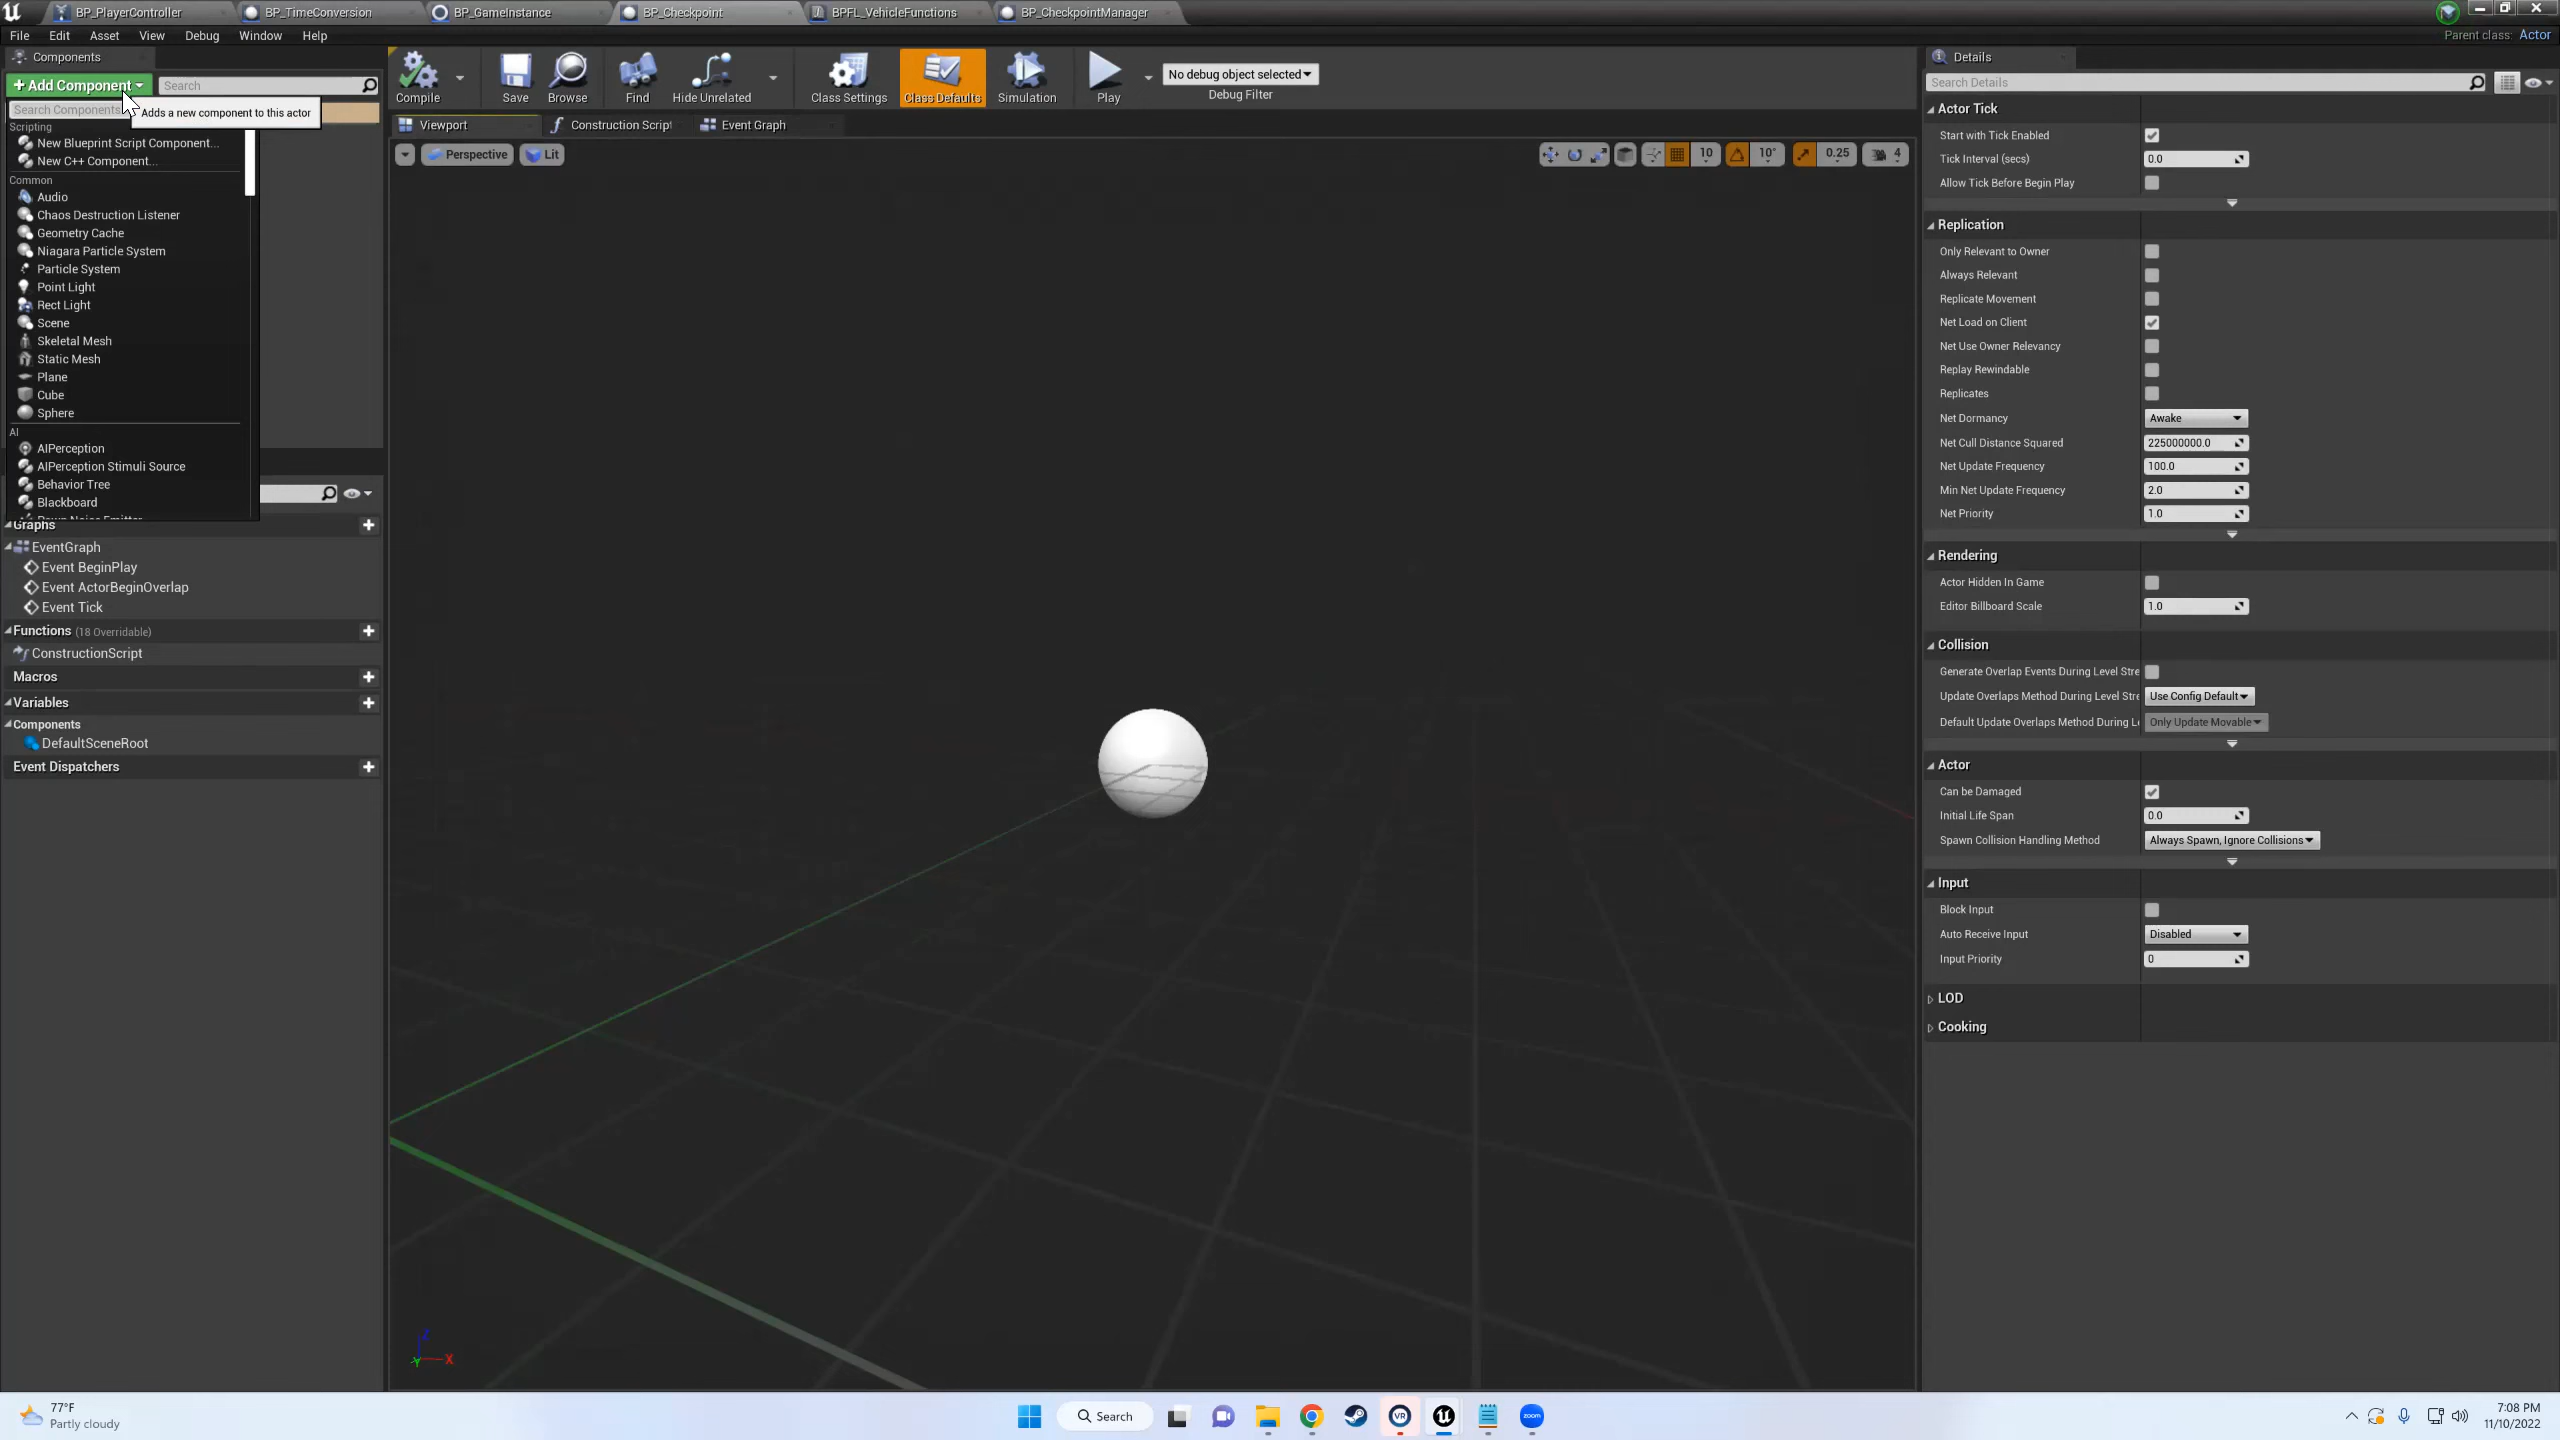 BP_PlayerController
BP_TimeConversion
BP_GameInstance
BP_Checkpoint
BPFL_VehicleFunctions
BP_CheckpointManager
File Edit Asset View Debug Window Help
Parent class: Actor
Components
+ Add Component
Search
Search Components
Adds a new component to this actor
Scripting
New Blueprint Script Component...
New C++ Component...
Common
Audio
Chaos Destruction Listener
Geometry Cache
Niagara Particle System
Particle System
Point Light
Rect Light
Scene
Skeletal Mesh
Static Mesh
Plane
Cube
Sphere
AI
AIPerception
AIPerception Stimuli Source
Behavior Tree
Blackboard
Graphs
EventGraph
Event BeginPlay
Event ActorBeginOverlap
Event Tick
Functions (18 Overridable)
ConstructionScript
Macros
Variables
Components
DefaultSceneRoot
Event Dispatchers
Compile
Save
Browse
Find
Hide Unrelated
Class Settings
Class Defaults
Simulation
Play
No debug object selected
Debug Filter
Viewport
Construction Script
Event Graph
Perspective
Lit
10
10°
0.25
4
Z
Y
X
Details
Search Details
Actor Tick
Start with Tick Enabled
Tick Interval (secs) 0.0
Allow Tick Before Begin Play
Replication
Only Relevant to Owner
Always Relevant
Replicate Movement
Net Load on Client
Net Use Owner Relevancy
Replay Rewindable
Replicates
Net Dormancy Awake
Net Cull Distance Squared 225000000.0
Net Update Frequency 100.0
Min Net Update Frequency 2.0
Net Priority 1.0
Rendering
Actor Hidden In Game
Editor Billboard Scale 1.0
Collision
Generate Overlap Events During Level Stre
Update Overlaps Method During Level Stre Use Config Default
Default Update Overlaps Method During L Only Update Movable
Actor
Can be Damaged
Initial Life Span 0.0
Spawn Collision Handling Method Always Spawn, Ignore Collisions
Input
Block Input
Auto Receive Input Disabled
Input Priority 0
LOD
Cooking
77°F
Partly cloudy
Search
VR
zoom
7:08 PM
11/10/2022